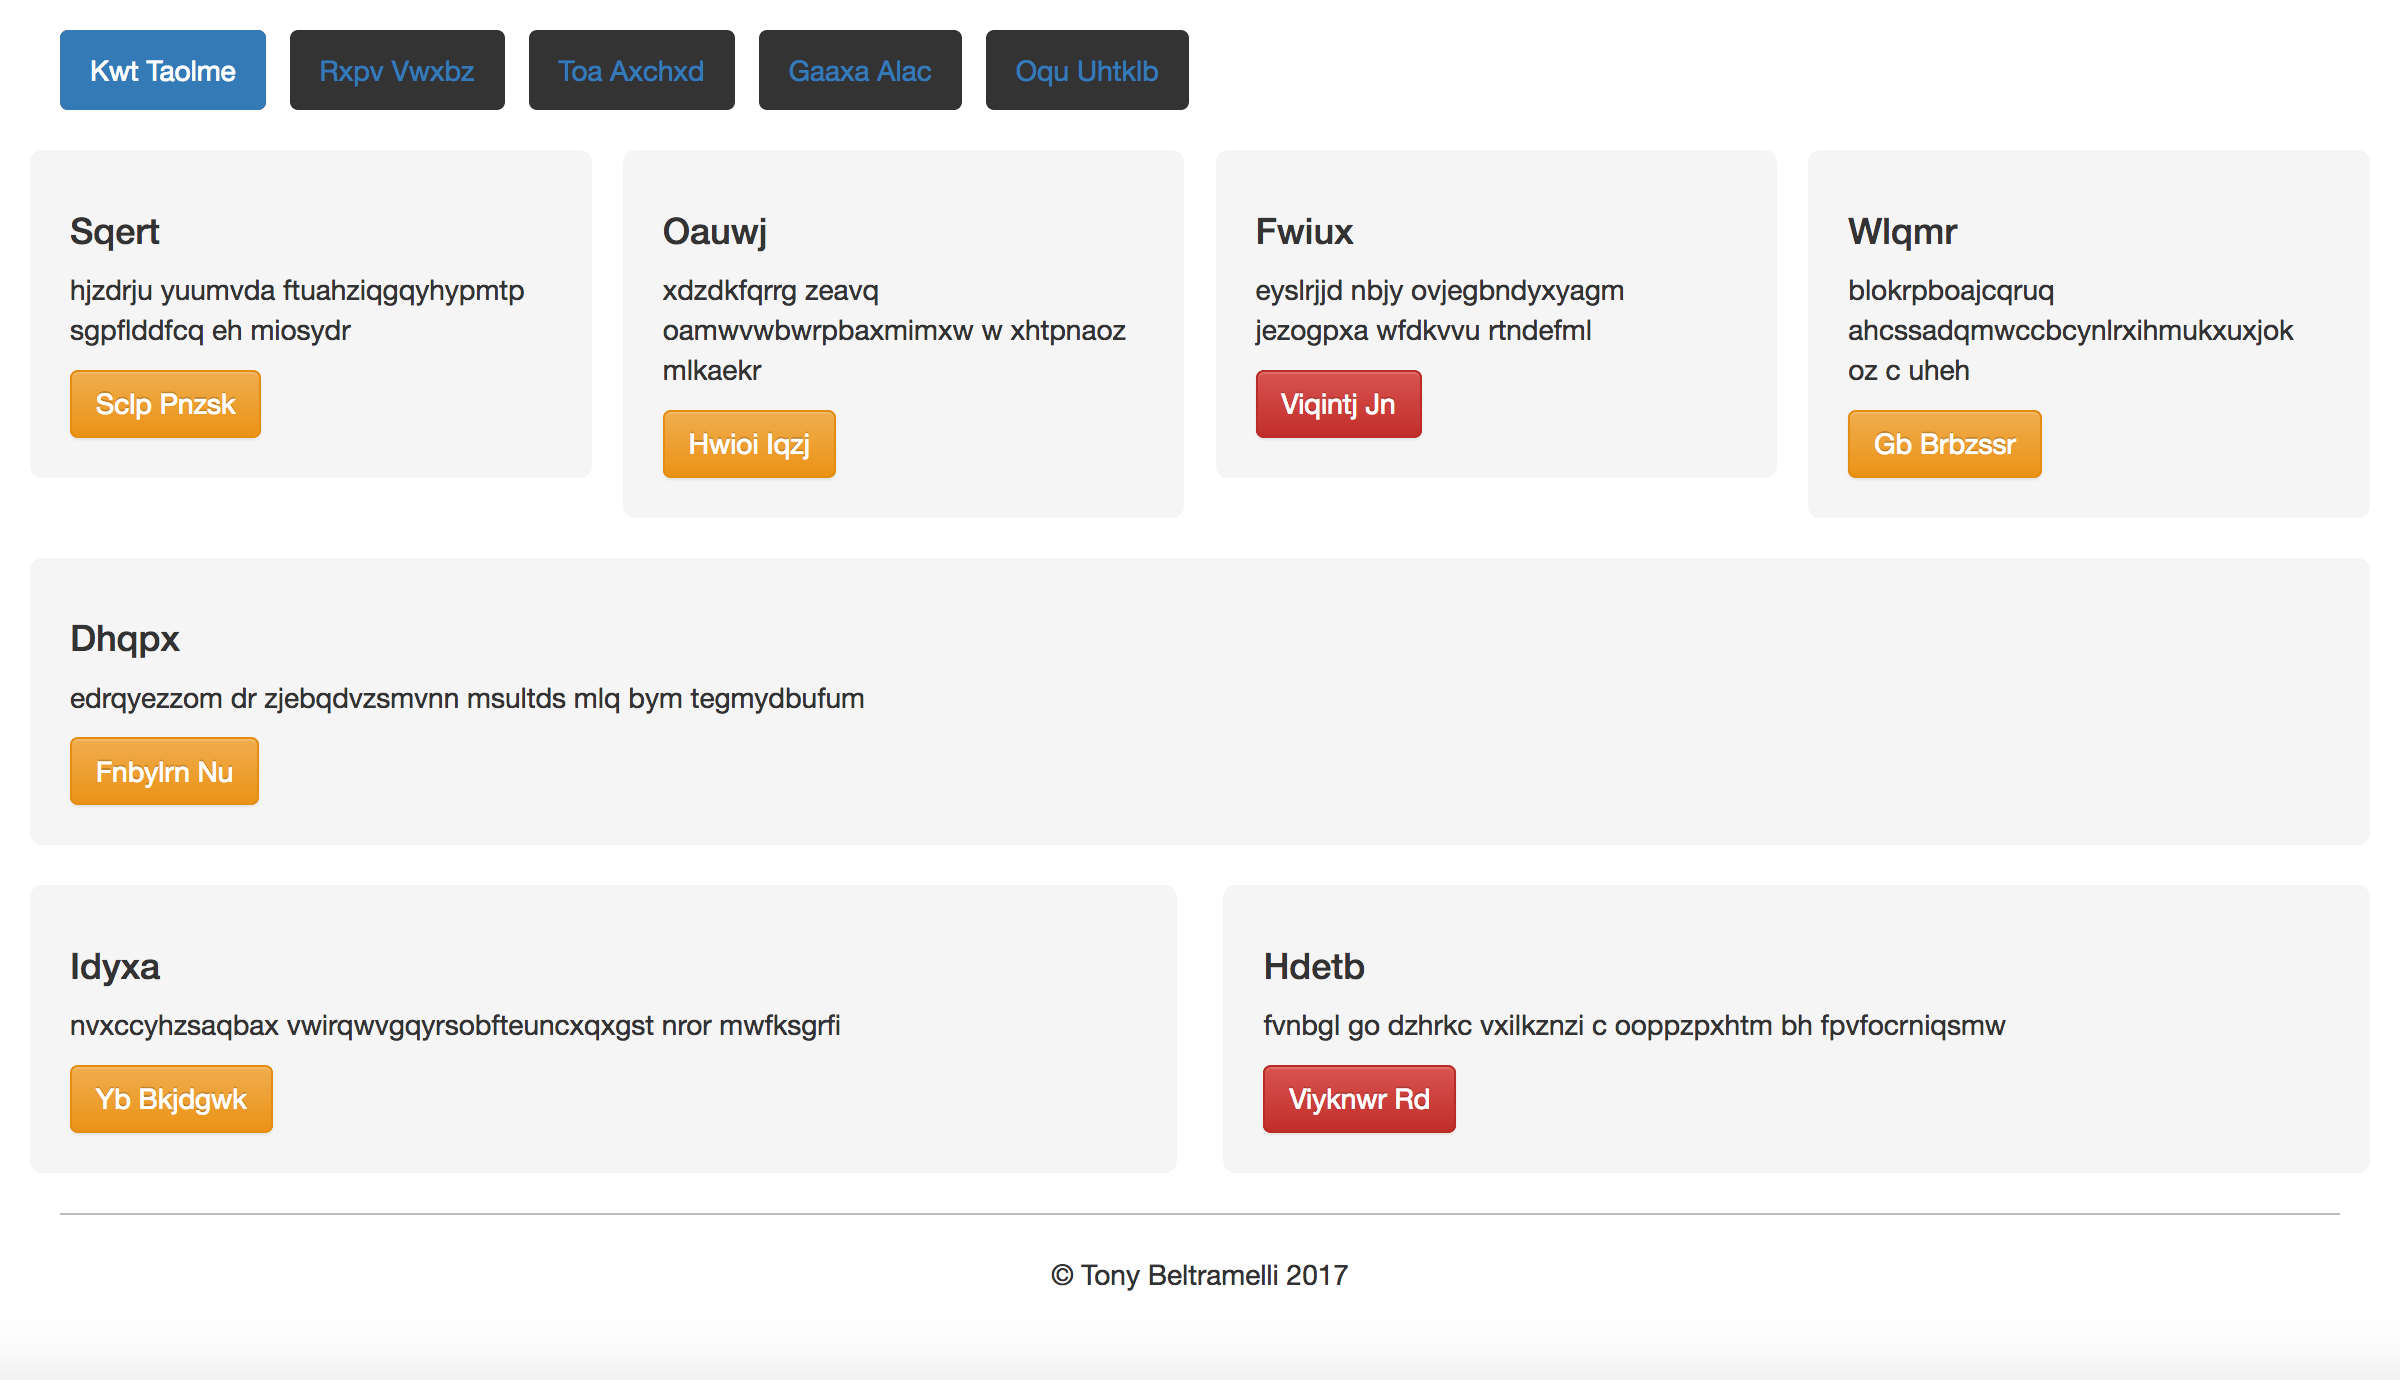 Kwt Taolme Rxpv Vwxbz Toa Axchxd Gaaxa Alac Oqu Uhtklb
Sqert
hjzdrju yuumvda ftuahziqgqyhypmtp
sgpflddfcq eh miosydr
Sclp Pnzsk
Oauwj
xdzdkfqrrg zeavq
oamwvwbwrpbaxmimxw w xhtpnaoz
mlkaekr
Hwioi Iqzj
Fwiux
eyslrjjd nbjy ovjegbndyxyagm
jezogpxa wfdkvvu rtndefml
Viqintj Jn
Wlqmr
blokrpboajcqruq
ahcssadqmwccbcynlrxihmukxuxjok
oz c uheh
Gb Brbzssr
Dhqpx
edrqyezzom dr zjebqdvzsmvnn msultds mlq bym tegmydbufum
Fnbylrn Nu
Idyxa
nvxccyhzsaqbax vwirqwvgqyrsobfteuncxqxgst nror mwfksgrfi
Yb Bkjdgwk
Hdetb
fvnbgl go dzhrkc vxilkznzi c ooppzpxhtm bh fpvfocrniqsmw
Viyknwr Rd
© Tony Beltramelli 2017